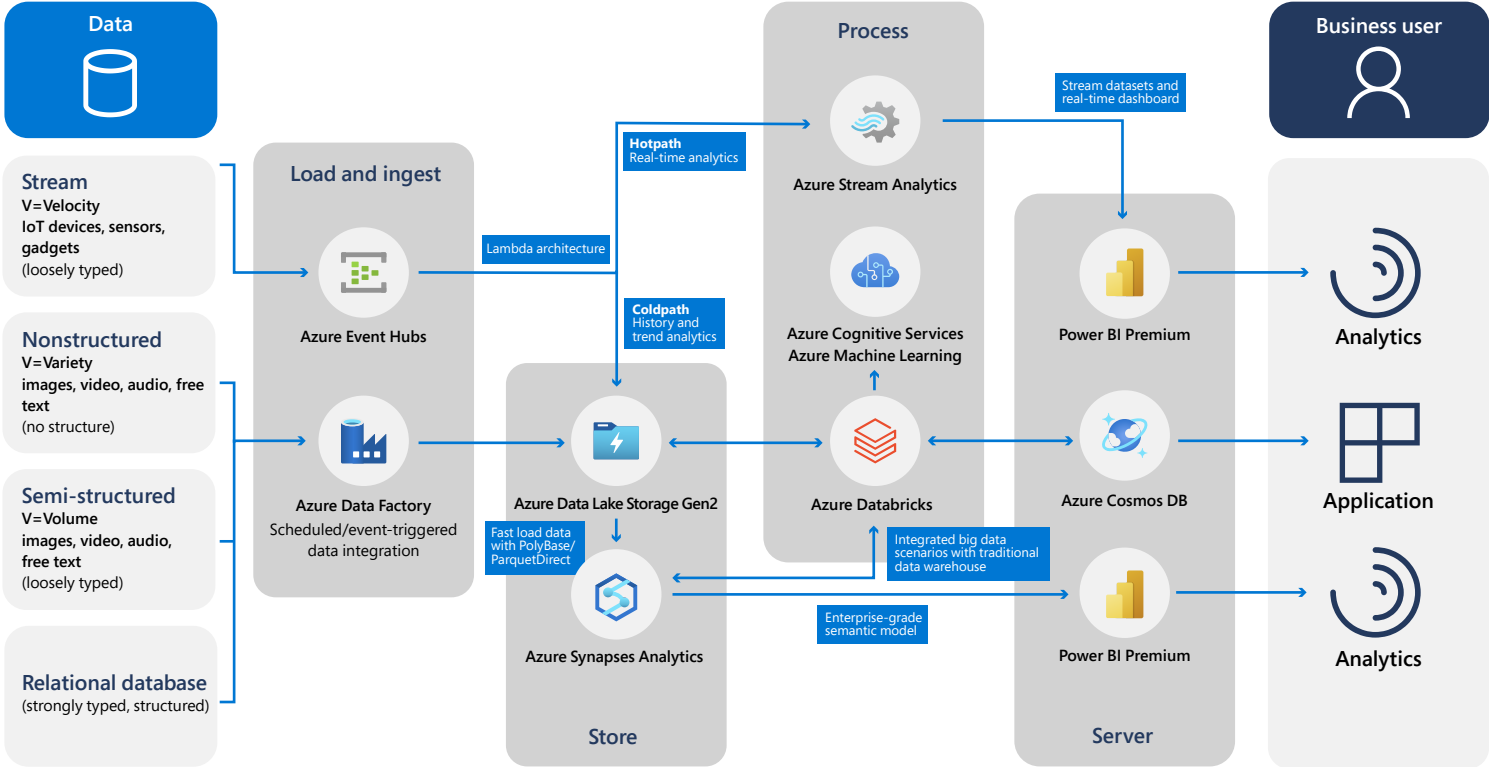 Data
Stream
V=Velocity
IoT devices, sensors,
gadgets
(loosely typed)
Nonstructured
V=Variety
images, video, audio, free
text
(no structure)
Semi-structured
V=Volume
images, video, audio,
free text
(loosely typed)
Relational database
(strongly typed, structured)
Load and ingest
Azure Event Hubs
Azure Data Factory
Scheduled/event-triggered
data integration
Lambda architecture
Hotpath
Real-time analytics
Coldpath
History and
trend analytics
Azure Data Lake Storage Gen2
Fast load data
with PolyBase/
ParquetDirect
Azure Synapses Analytics
Store
Process
Azure Stream Analytics
Azure Cognitive Services
Azure Machine Learning
Azure Databricks
Integrated big data
scenarios with traditional
data warehouse
Enterprise-grade
semantic model
Stream datasets and
real-time dashboard
Power BI Premium
Azure Cosmos DB
Power BI Premium
Server
Business user
Analytics
Application
Analytics